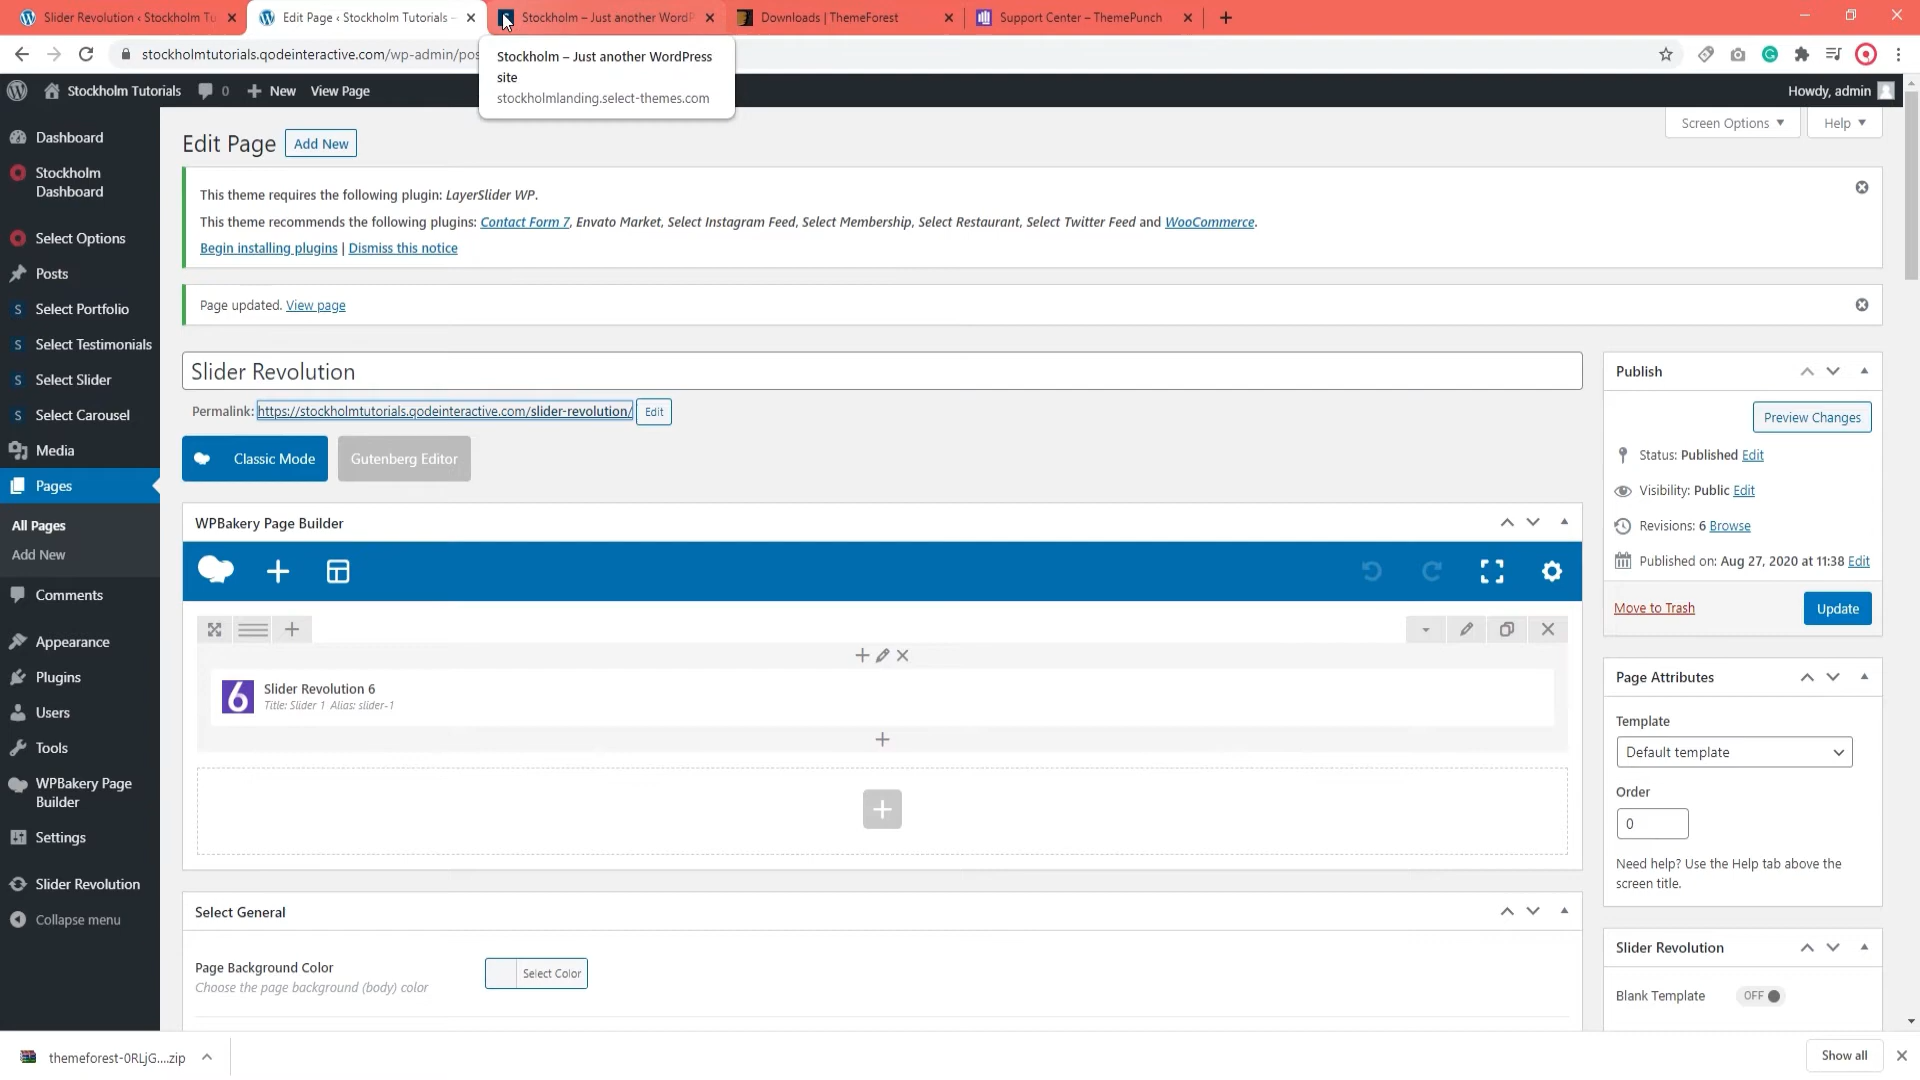 Slider Revolution ‹ Stockholm Tu
Edit Page ‹ Stockholm Tutorials —
Stockholm – Just another WordP
Downloads | ThemeForest
Support Center – ThemePunch
stockholmtutorials.qodeinteractive.com/wp-admin/pos
Stockholm – Just another WordPress
site
stockholmlanding.select-themes.com
Stockholm Tutorials
0
New
View Page
Howdy, admin
Dashboard
Stockholm
Dashboard
Select Options
Posts
Select Portfolio
Select Testimonials
Select Slider
Select Carousel
Media
Pages
All Pages
Add New
Comments
Appearance
Plugins
Users
Tools
WPBakery Page
Builder
Settings
Slider Revolution
Collapse menu
Screen Options
Help
Edit Page
Add New
This theme requires the following plugin: LayerSlider WP.
This theme recommends the following plugins: Contact Form 7, Envato Market, Select Instagram Feed, Select Membership, Select Restaurant, Select Twitter Feed and WooCommerce.
Begin installing plugins | Dismiss this notice
Page updated. View page
Slider Revolution
Permalink: https://stockholmtutorials.qodeinteractive.com/slider-revolution/
Edit
Classic Mode
Gutenberg Editor
WPBakery Page Builder
6
Slider Revolution 6
Title: Slider 1 Alias: slider-1
Select General
Page Background Color
Choose the page background (body) color
Select Color
Publish
Preview Changes
Status: Published Edit
Visibility: Public Edit
Revisions: 6 Browse
Published on: Aug 27, 2020 at 11:38 Edit
Move to Trash
Update
Page Attributes
Template
Default template
Order
0
Need help? Use the Help tab above the
screen title.
Slider Revolution
Blank Template
OFF
themeforest-0RLjG....zip
Show all